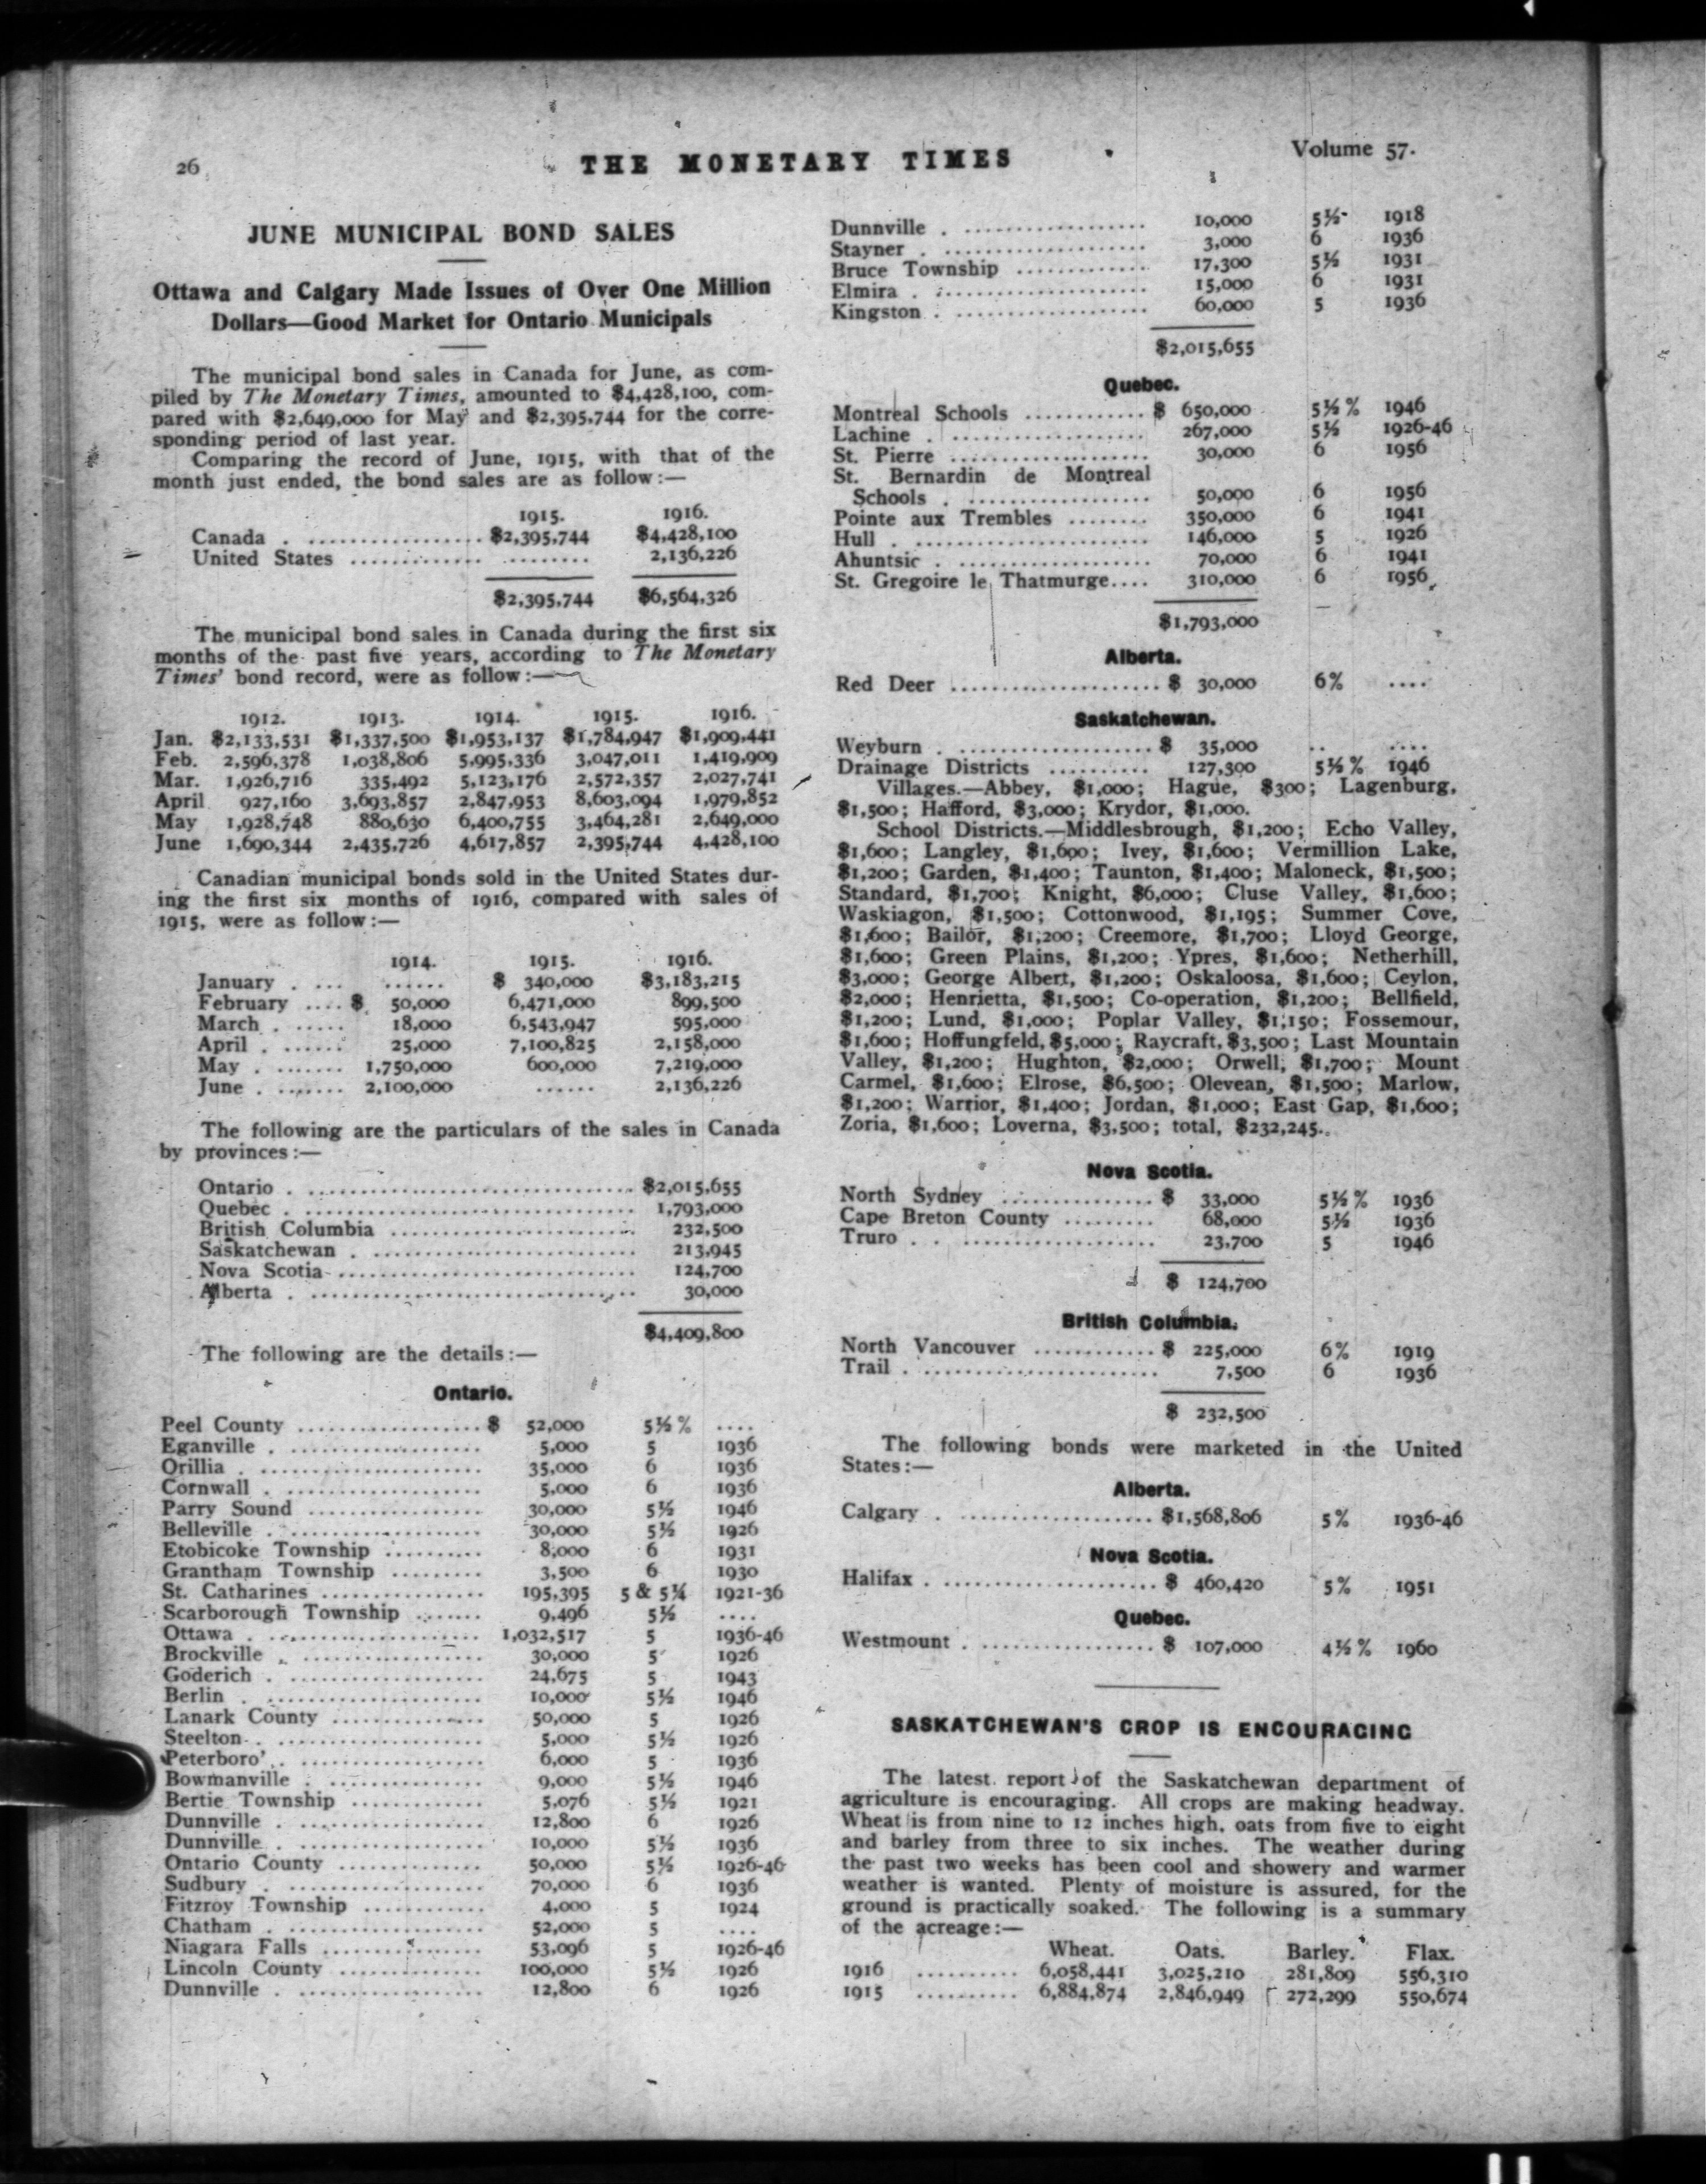 26
THE MONETARY TIMES
Volume 57.
JUNE MUNICIPAL BOND SALES
Ottawa and Calgary Made Issues of Over One Million
Dollars—Good Market for Ontario Municipals
The municipal bond sales in Canada for June, as com-
piled by The Monetary Times, amounted to $4,428,100, com-
pared with $2,649,000 for May and $2,395,744 for the corre-
sponding period of last year.
Comparing the record of June, 1915, with that of the
month just ended, the bond sales are as follow:—
1915. 1916.
Canada . ................. $2,395,744 $4,428,100
United States ............. ......... 2,136,226
$2,395,744 $6,564,326
The municipal bond sales in Canada during the first six
months of the past five years, according to The Monetary
Times' bond record, were as follow:—
1912. 1913. 1914. 1915. 1916.
Jan. $2,133,531 $1,337,500 $1,953,137 $1,784,947 $1,909,441
Feb. 2,596,378 1,038,806 5,995,336 3,047,011 1,419,909
Mar. 1,926,716 335,492 5,123,176 2,572,357 2,027,741
April 927,160 3,693,857 2,847,953 8,603,094 1,979,852
May 1,928,748 880,630 6,400,755 3,464,281 2,649,000
June 1,690,344 2,435,726 4,617,857 2,395,744 4,428,100
Canadian municipal bonds sold in the United States dur-
ing the first six months of 1916, compared with sales of
1915, were as follow:—
1914. 1915. 1916.
January . ... ...... $ 340,000 $3,183,215
February .... $ 50,000 6,471,000 899,500
March . ...... 18,000 6,543,947 595,000
April . ...... 25,000 7,100,825 2,158,000
May . ....... 1,750,000 600,000 7,219,000
June . ....... 2,100,000 ...... 2,136,226
The following are the particulars of the sales in Canada
by provinces:—
Ontario . .................................. $2,015,655
Quebec . .................................. 1,793,000
British Columbia ......................... 232,500
Saskatchewan . ........................... 213,945
Nova Scotia .............................. 124,700
Alberta . ................................. 30,000
$4,409,800
The following are the details:—
Ontario.
Peel County ................... $ 52,000 5½% ....
Eganville . .................... 5,000 5 1936
Orillia . ...................... 35,000 6 1936
Cornwall . .................... 5,000 6 1936
Parry Sound ................. 30,000 5½ 1946
Belleville . ................... 30,000 5½ 1926
Etobicoke Township .......... 8,000 6 1931
Grantham Township ......... 3,500 6 1930
St. Catharines ................ 195,395 5 & 5¼ 1921-36
Scarborough Township ....... 9,496 5½ ....
Ottawa . ..................... 1,032,517 5 1936-46
Brockville . .................. 30,000 5 1926
Goderich . ................... 24,675 5 1943
Berlin . ...................... 10,000 5½ 1946
Lanark County ............... 50,000 5 1926
Steelton . .................... 5,000 5½ 1926
Peterboro' . .................. 6,000 5 1936
Bowmanville . ............... 9,000 5½ 1946
Bertie Township ............. 5,076 5½ 1921
Dunnville . ................... 12,800 6 1926
Dunnville . ................... 10,000 5½ 1936
Ontario County .............. 50,000 5½ 1926-46
Sudbury . .................... 70,000 6 1936
Fitzroy Township ............ 4,000 5 1924
Chatham . ................... 52,000 5 ....
Niagara Falls ................ 53,096 5 1926-46
Lincoln County .............. 100,000 5½ 1926
Dunnville . ................... 12,800 6 1926
Dunnville . .................. 10,000 5½ 1918
Stayner . .................... 3,000 6 1936
Bruce Township ............. 17,300 5½ 1931
Elmira . ..................... 15,000 6 1931
Kingston . ................... 60,000 5 1936
$2,015,655
Quebec.
Montreal Schools ............ $ 650,000 5½% 1946
Lachine . .................... 267,000 5½ 1926-46
St. Pierre .................... 30,000 6 1956
St. Bernardin de Montreal
Schools . .................. 50,000 6 1956
Pointe aux Trembles ........ 350,000 6 1941
Hull . ....................... 146,000 5 1926
Ahuntsic . ................... 70,000 6 1941
St. Gregoire le Thatmurge.... 310,000 6 1956
$1,793,000
Alberta.
Red Deer ..................... $ 30,000 6% ....
Saskatchewan.
Weyburn . ................... $ 35,000 .. ....
Drainage Districts .......... 127,300 5½% 1946
Villages.—Abbey, $1,000; Hague, $300; Lagenburg,
$1,500; Hafford, $3,000; Krydor, $1,000.
School Districts.—Middlesbrough, $1,200; Echo Valley,
$1,600; Langley, $1,600; Ivey, $1,600; Vermillion Lake,
$1,200; Garden, $1,400; Taunton, $1,400; Maloneck, $1,500;
Standard, $1,700; Knight, $6,000; Cluse Valley, $1,600;
Waskiagon, $1,500; Cottonwood, $1,195; Summer Cove,
$1,600; Bailor, $1,200; Creemore, $1,700; Lloyd George,
$1,600; Green Plains, $1,200; Ypres, $1,600; Netherhill,
$3,000; George Albert, $1,200; Oskaloosa, $1,600; Ceylon,
$2,000; Henrietta, $1,500; Co-operation, $1,200; Bellfield,
$1,200; Lund, $1,000; Poplar Valley, $1,150; Fossemour,
$1,600; Hoffungfeld, $5,000; Raycraft, $3,500; Last Mountain
Valley, $1,200; Hughton, $2,000; Orwell, $1,700; Mount
Carmel, $1,600; Elrose, $6,500; Olevean, $1,500; Marlow,
$1,200; Warrior, $1,400; Jordan, $1,000; East Gap, $1,600;
Zoria, $1,600; Loverna, $3,500; total, $232,245.
Nova Scotia.
North Sydney ............... $ 33,000 5½% 1936
Cape Breton County ......... 68,000 5½ 1936
Truro . . .................... 23,700 5 1946
$ 124,700
British Columbia.
North Vancouver ............ $ 225,000 6% 1919
Trail . ........................ 7,500 6 1936
$ 232,500
The following bonds were marketed in the United
States:—
Alberta.
Calgary . ................... $1,568,806 5% 1936-46
Nova Scotia.
Halifax . ..................... $ 460,420 5% 1951
Quebec.
Westmount . .................. $ 107,000 4½% 1960
SASKATCHEWAN'S CROP IS ENCOURAGING
The latest report of the Saskatchewan department of
agriculture is encouraging. All crops are making headway.
Wheat is from nine to 12 inches high, oats from five to eight
and barley from three to six inches. The weather during
the past two weeks has been cool and showery and warmer
weather is wanted. Plenty of moisture is assured, for the
ground is practically soaked. The following is a summary
of the acreage:—
Wheat. Oats. Barley. Flax.
1916 .......... 6,058,441 3,025,210 281,809 556,310
1915 .......... 6,884,874 2,846,949 272,299 550,674